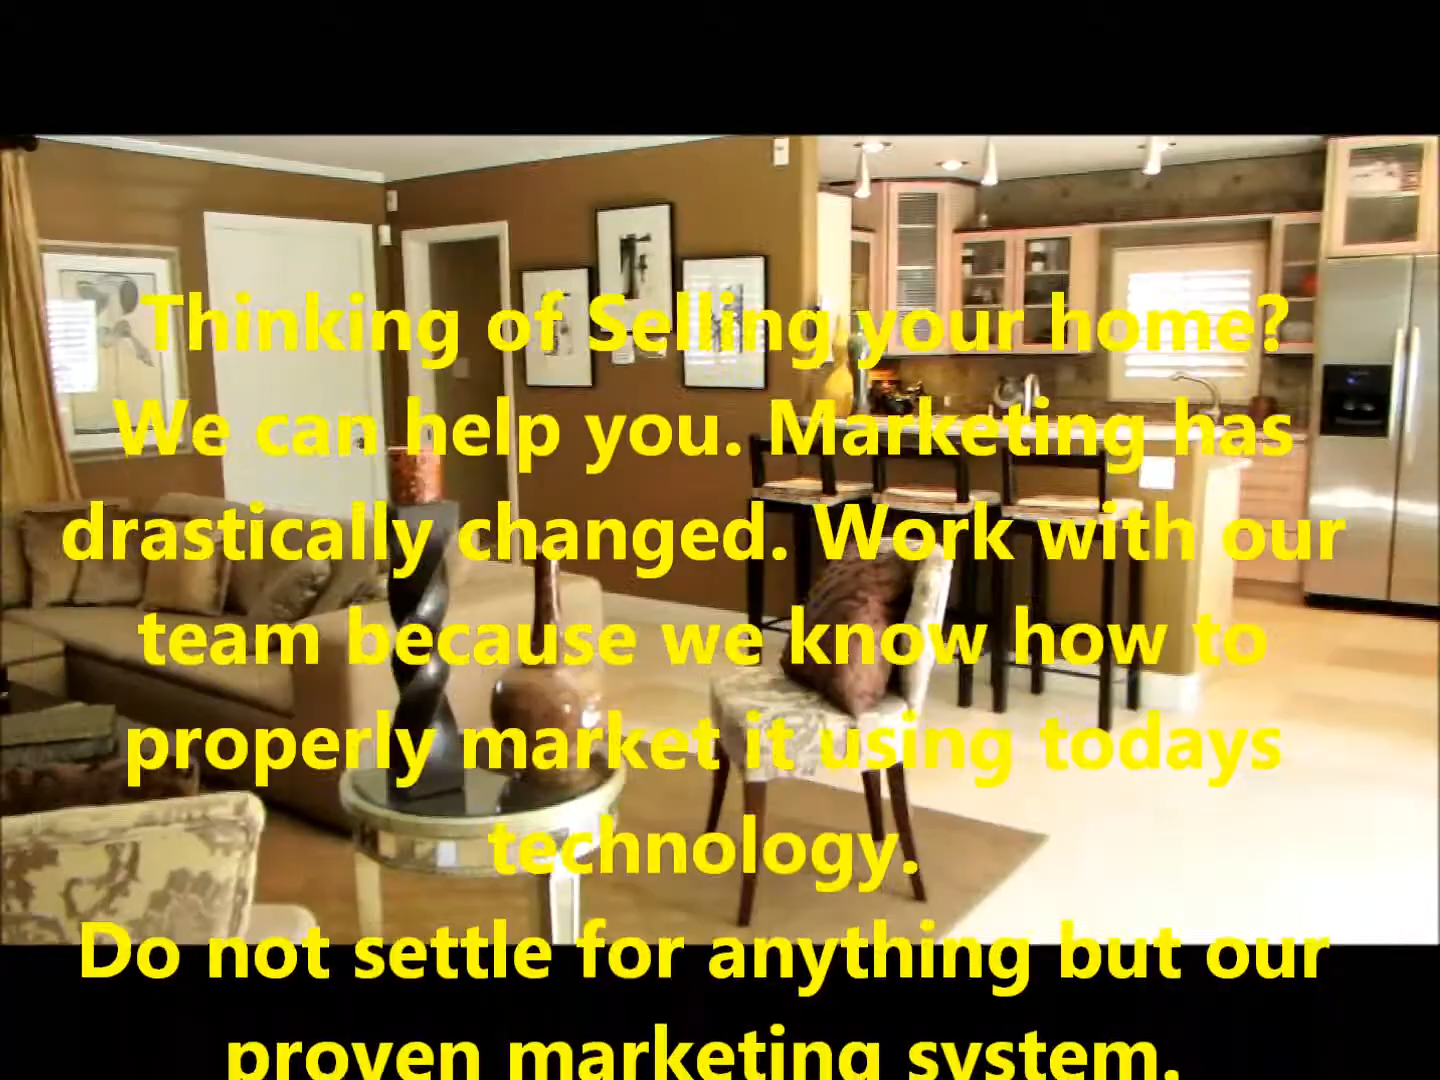 Thinking of Selling your home?
We can help you. Marketing has
drastically changed. Work with our
team because we know how to
properly market it using todays
technology.
Do not settle for anything but our
proven marketing system.